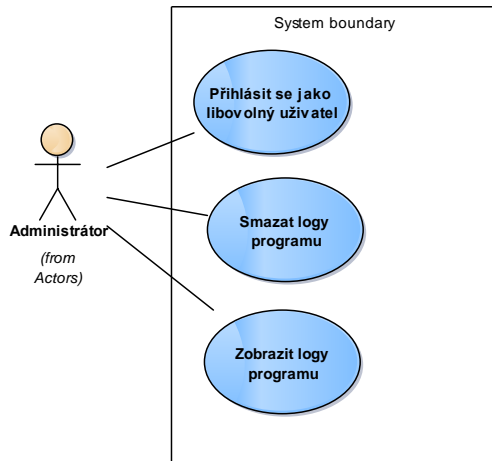 System boundary
Přihlásit se jako
libovolný uživatel
Administrátor
(from
Actors)
Smazat logy
programu
Zobrazit logy
programu